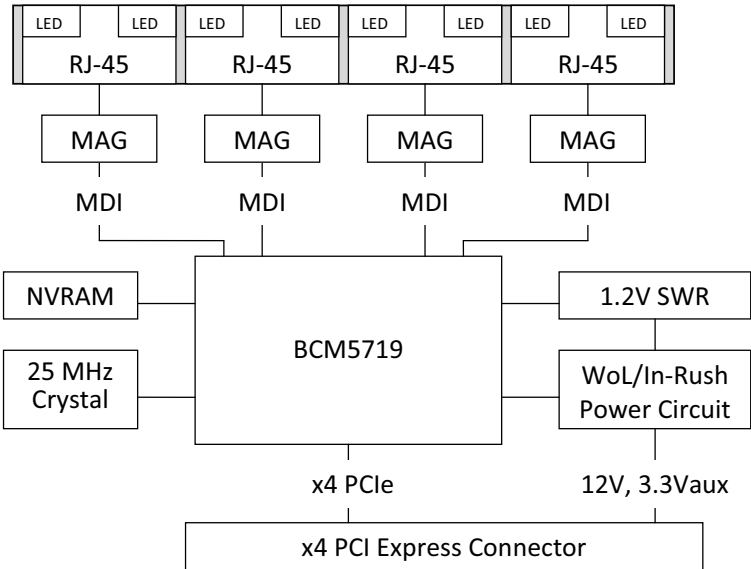 LED LED LED LED LED LED LED LED
RJ-45 RJ-45 RJ-45 RJ-45
MAG MAG MAG MAG
MDI MDI MDI MDI
NVRAM
1.2V SWR
BCM5719
25 MHz
Crystal
WoL/In-Rush
Power Circuit
x4 PCIe
12V, 3.3Vaux
x4 PCI Express Connector